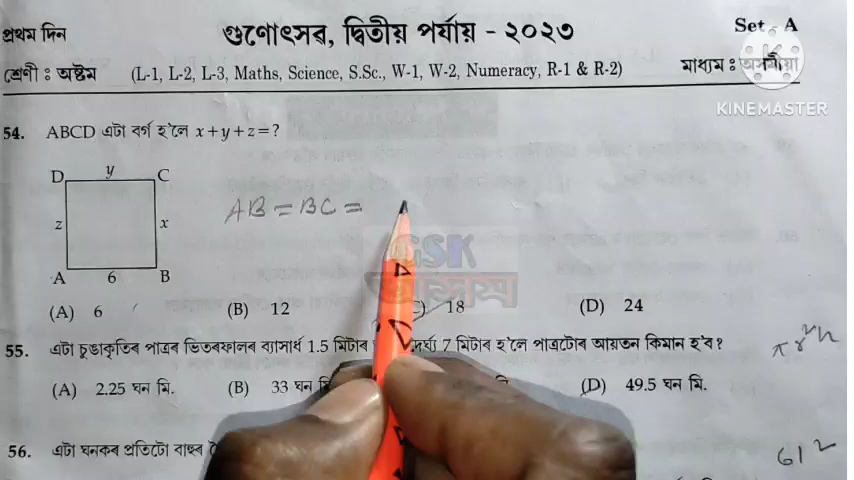 প্ৰথম দিন
গুণোৎসৱ, দ্বিতীয় পৰ্যায় - ২০২৩
Set - A
শ্ৰেণী : অষ্টম (L-1, L-2, L-3, Maths, Science, S.Sc., W-1, W-2, Numeracy, R-1 & R-2) মাধ্যম : অসমীয়া
KINEMASTER
54. ABCD এটা বৰ্গ হ'লে x+y+z=?
D y C
AB = BC =
z x
GSK
অসম
A 6 B
(A) 6 (B) 12 18 (D) 24
55. এটা চুঙাকৃতিৰ পাত্ৰৰ ভিতৰফালৰ ব্যাসাৰ্ধ 1.5 মিটাৰ 7 মিটাৰ হ'লে পাত্ৰটোৰ আয়তন কিমান হ'ব? πr²h
(A) 2.25 ঘন মি. (B) 33 ঘন (D) 49.5 ঘন মি.
56. এটা ঘনকৰ প্ৰতিটো বাহুৰ
6l²